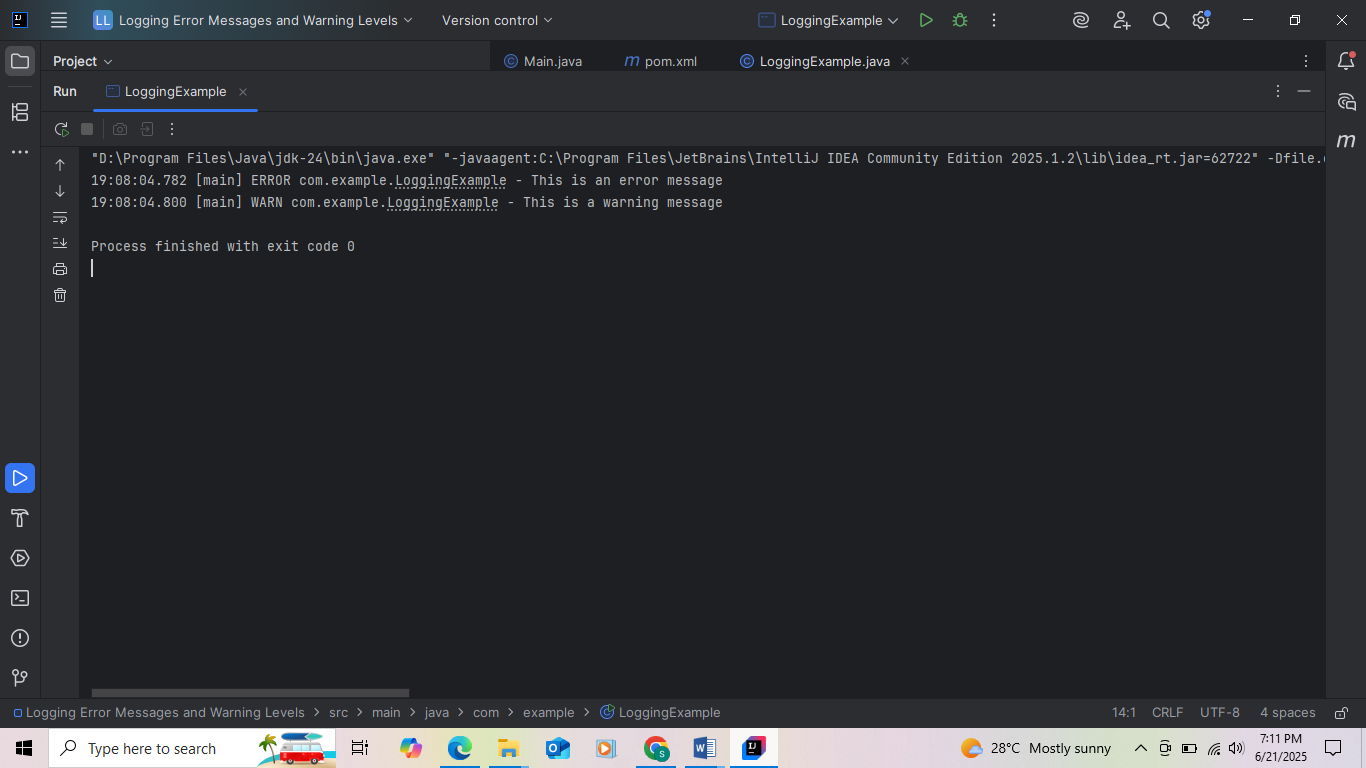 LL Logging Error Messages and Warning Levels Version control LoggingExample
Project Main.java pom.xml LoggingExample.java
Run LoggingExample
"D:\Program Files\Java\jdk-24\bin\java.exe" "-javaagent:C:\Program Files\JetBrains\IntelliJ IDEA Community Edition 2025.1.2\lib\idea_rt.jar=62722" -Dfile.
19:08:04.782 [main] ERROR com.example.LoggingExample - This is an error message
19:08:04.800 [main] WARN com.example.LoggingExample - This is a warning message
Process finished with exit code 0
Logging Error Messages and Warning Levels > src > main > java > com > example > LoggingExample 14:1 CRLF UTF-8 4 spaces
Type here to search 28°C Mostly sunny 7:11 PM
6/21/2025